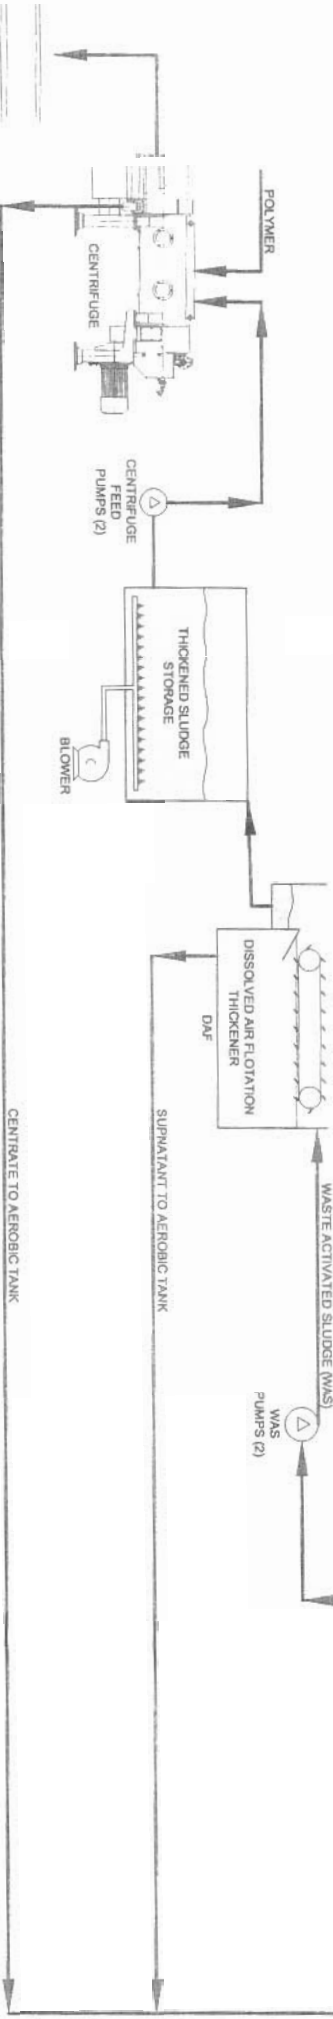 POLYMER
CENTRIFUGE
CENTRIFUGE
FEED
PUMPS (2)
THICKENED SLUDGE
STORAGE
BLOWER
DISSOLVED AIR FLOTATION
THICKENER
DAF
WASTE ACTIVATED SLUDGE (WAS)
WAS
PUMPS (2)
SUPNATANT TO AEROBIC TANK
CENTRATE TO AEROBIC TANK